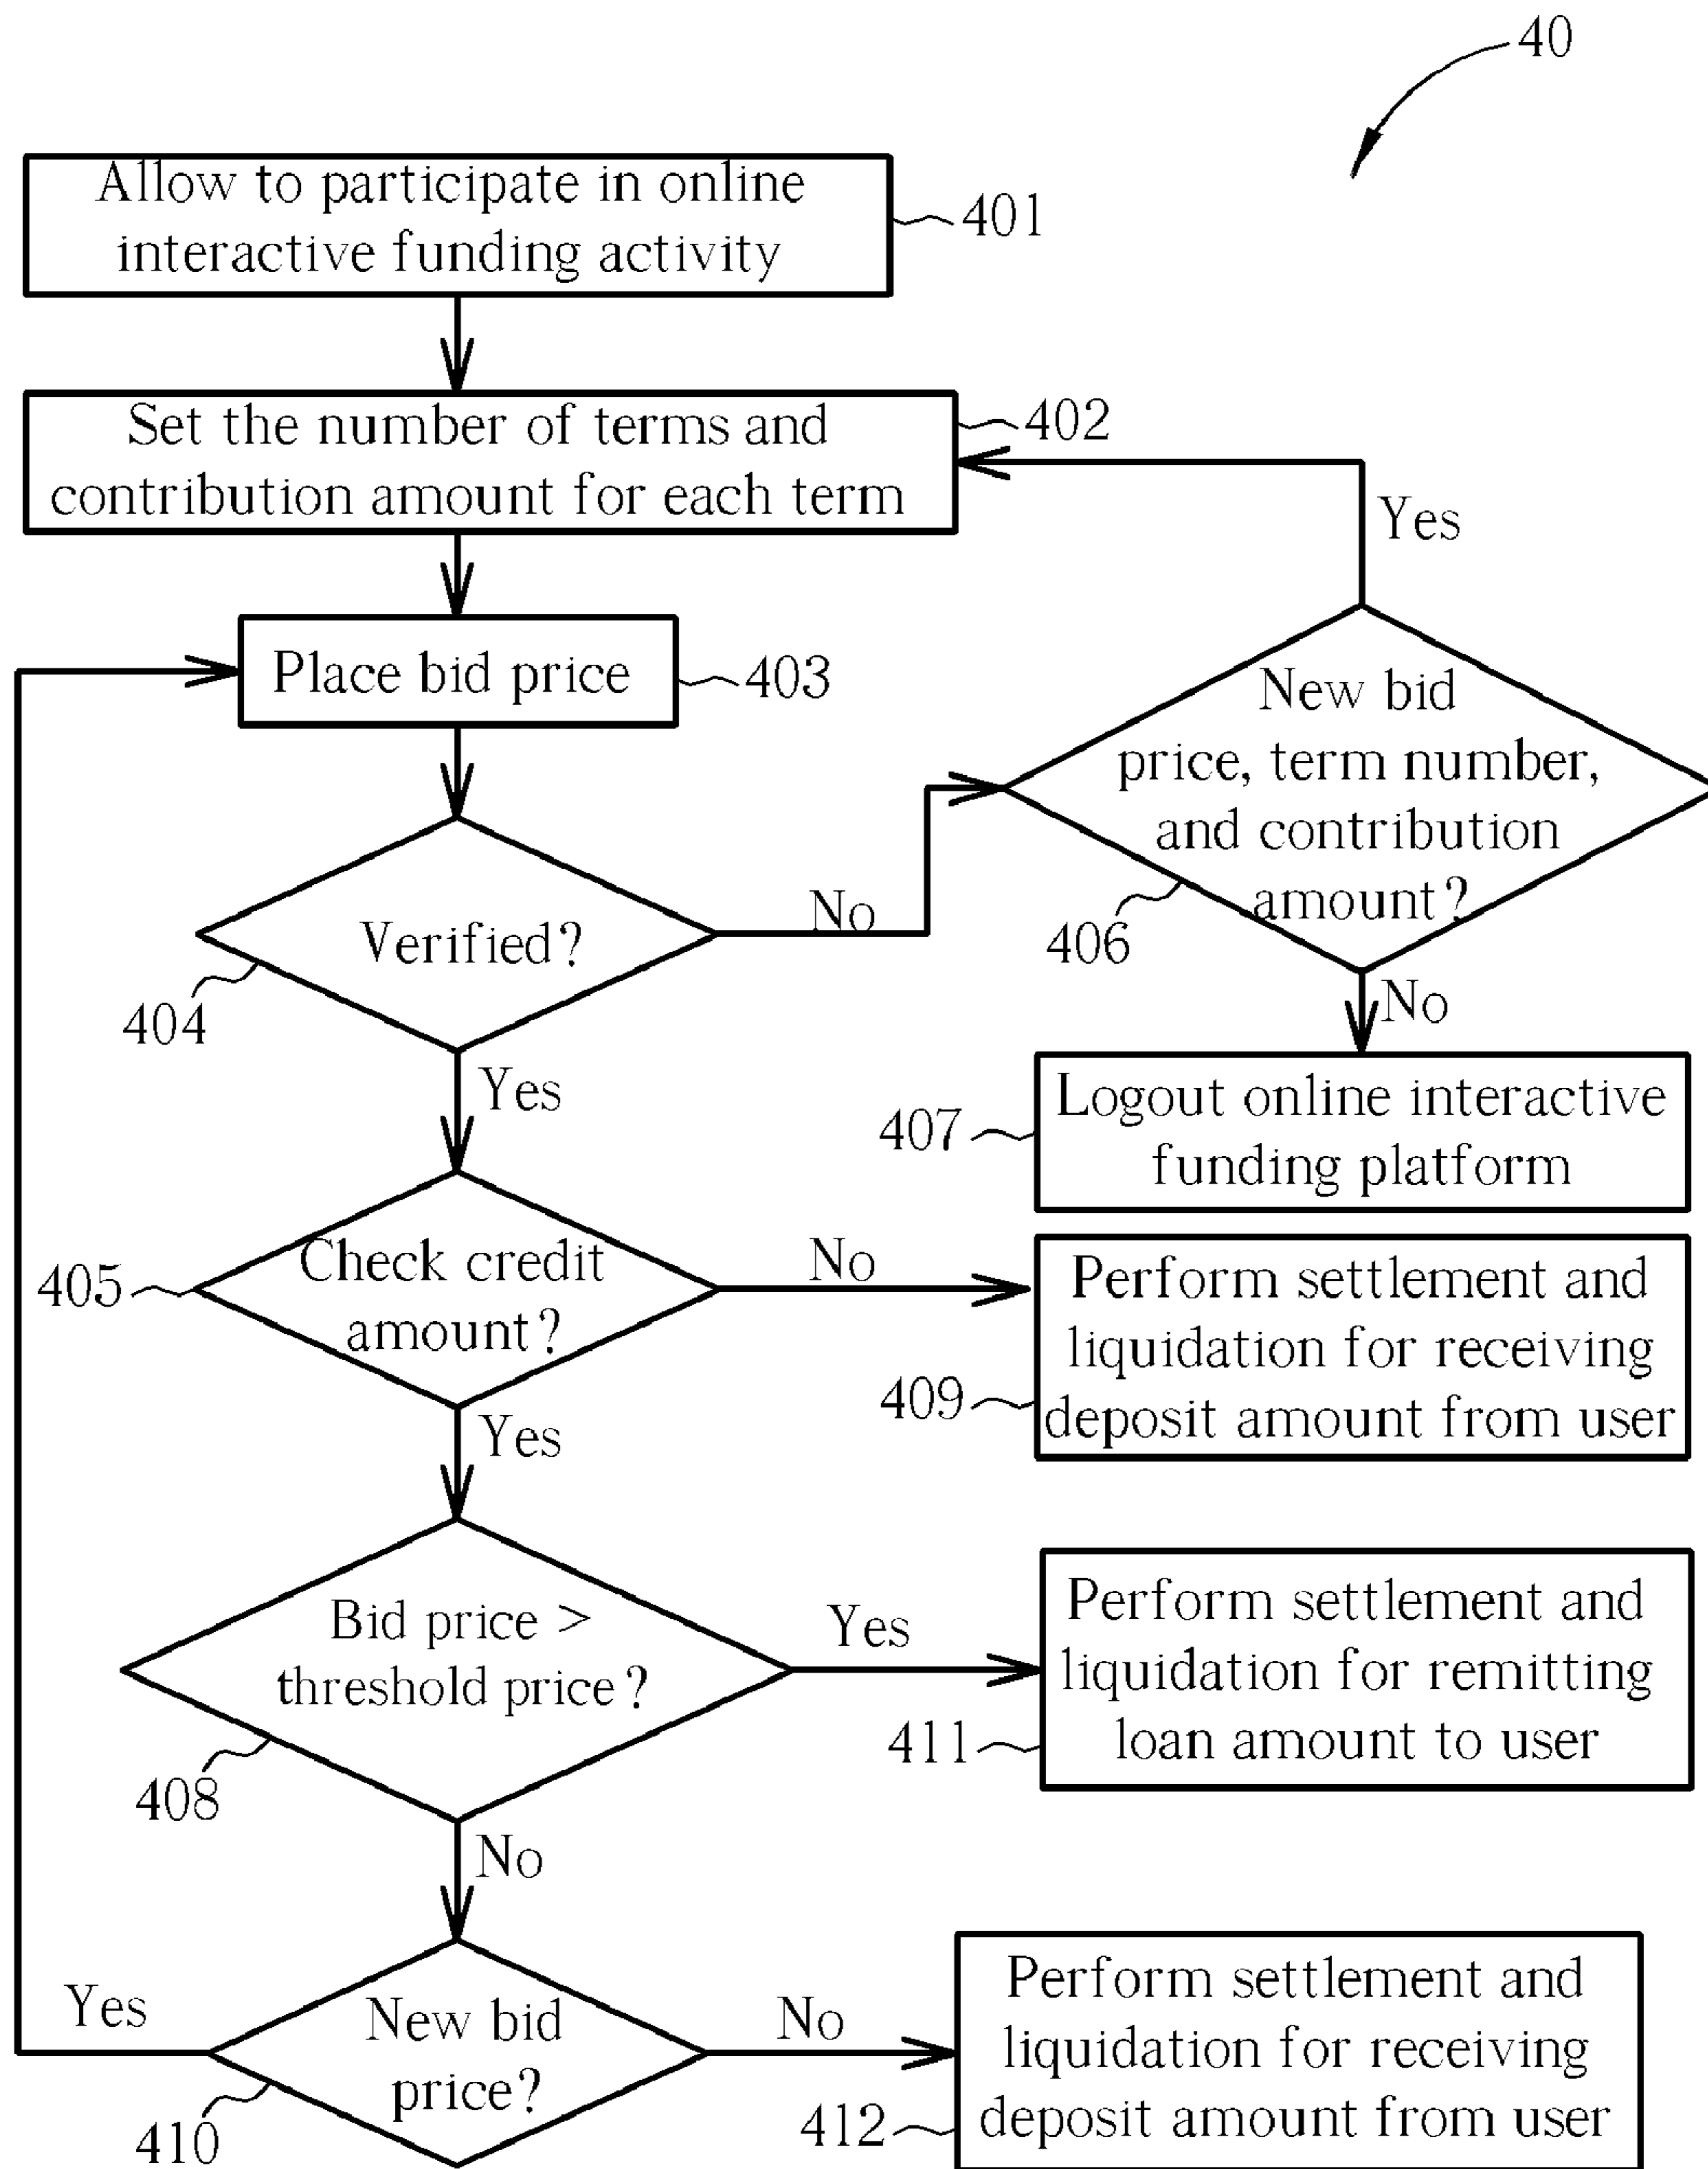 40
Allow to participate in online
interactive funding activity
401
Set the number of terms and
contribution amount for each term
402
Yes
Place bid price
403
New bid
price, term number,
and contribution
amount?
406
Verified?
No
404
No
Yes
Logout online interactive
funding platform
407
Check credit
amount?
405
No
Perform settlement and
liquidation for receiving
deposit amount from user
409
Yes
Bid price >
threshold price?
Yes
408
Perform settlement and
liquidation for remitting
loan amount to user
411
No
Yes
New bid
price?
No
410
Perform settlement and
liquidation for receiving
deposit amount from user
412